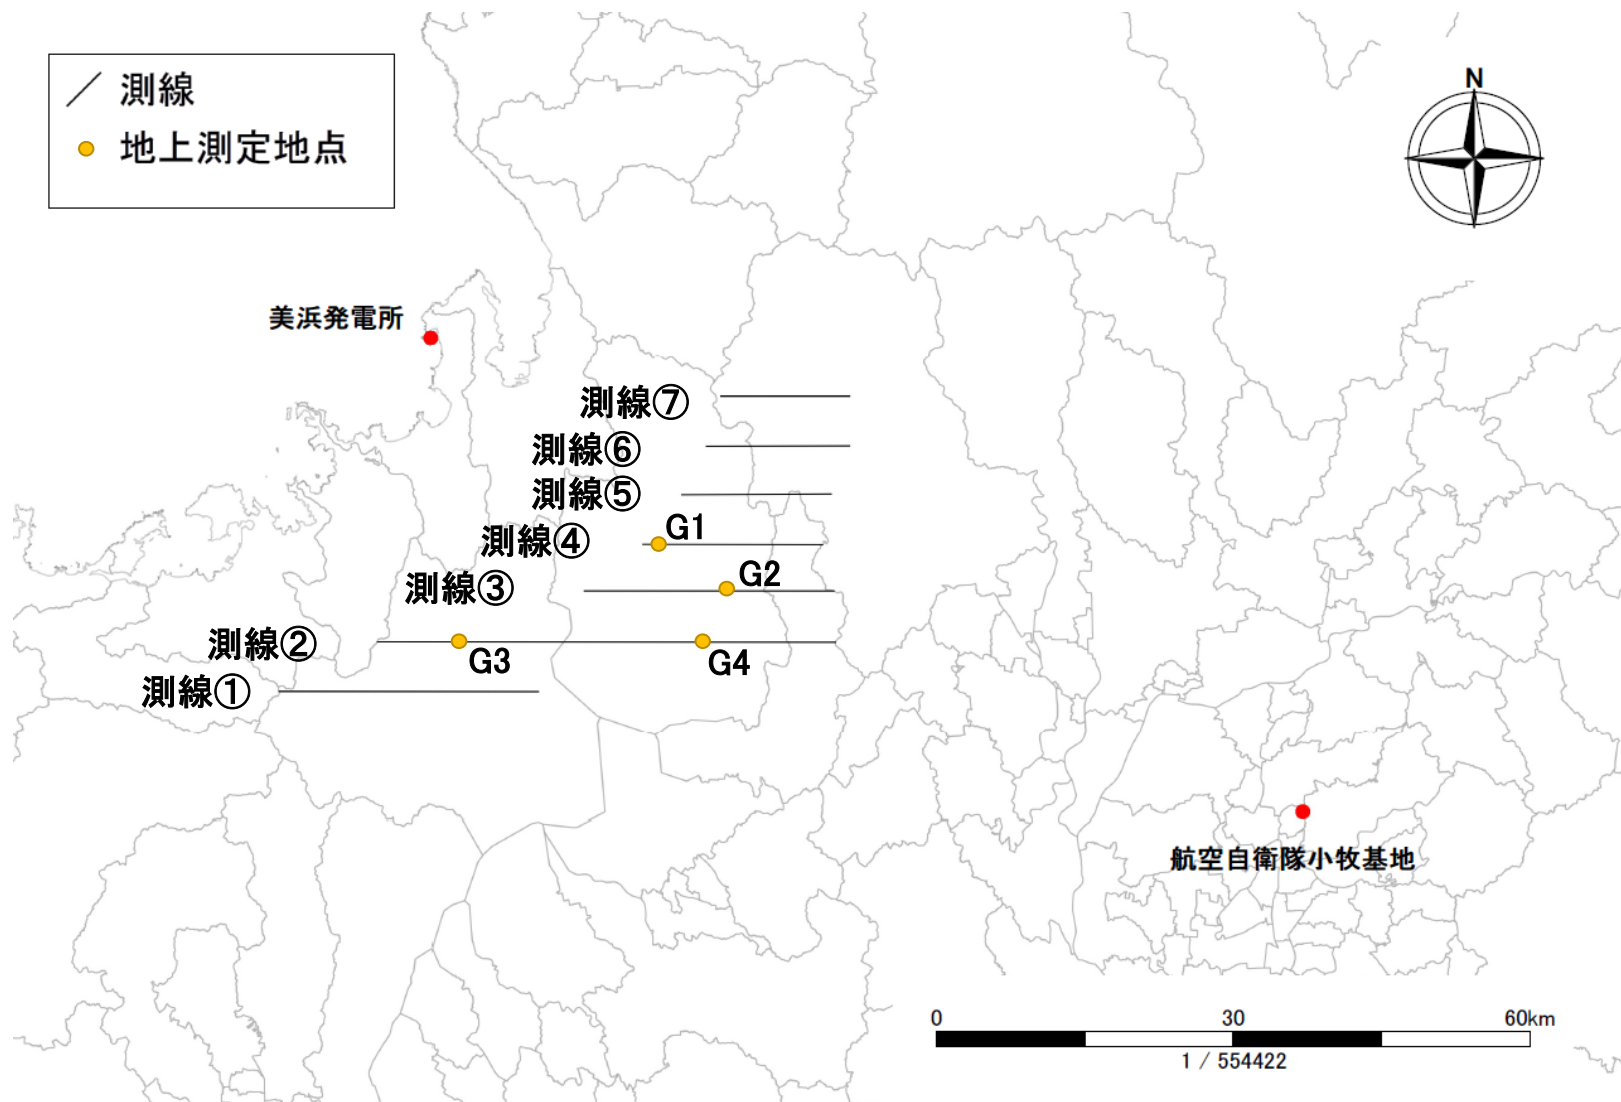 測線
地上測定地点
N
美浜発電所
測線⑦
測線⑥
測線⑤
G1
測線④
G2
測線③
測線②
G3
G4
測線①
航空自衛隊小牧基地
0 30 60km
1 / 554422